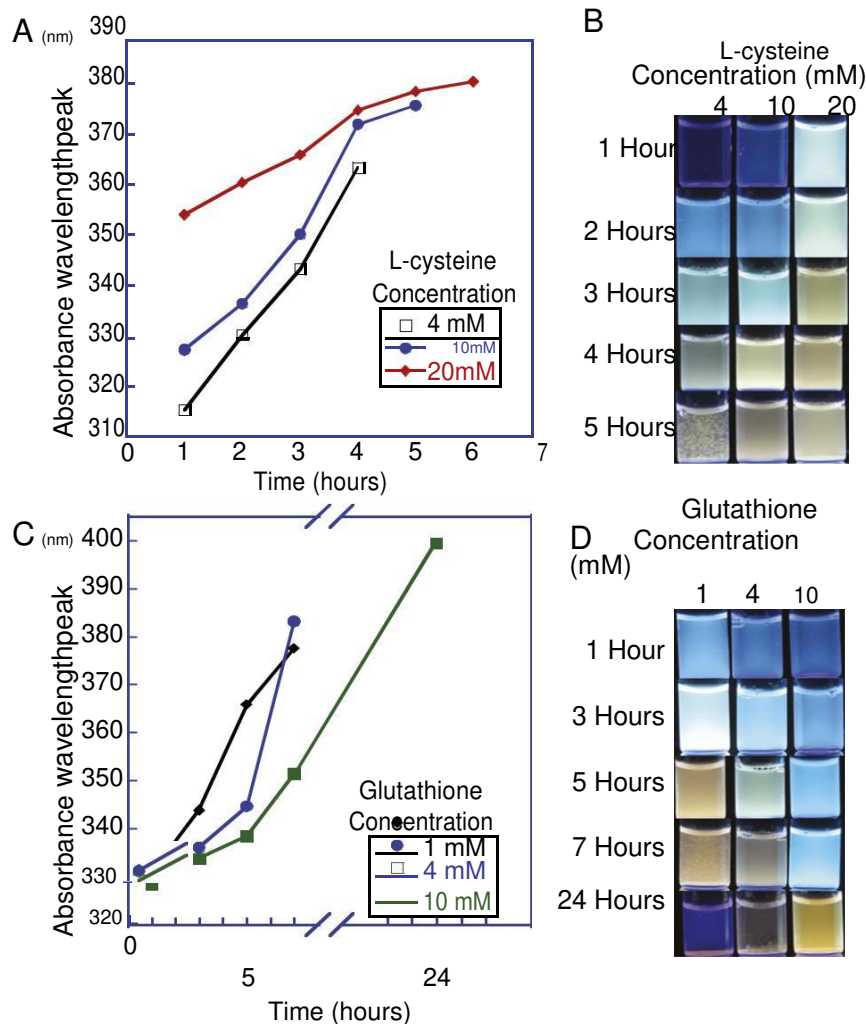 A (nm)
390
380
370
360
350
340
330
320
310
Absorbance wavelengthpeak
0 1 2 3 4 5 6 7
Time (hours)
L-cysteine
Concentration
4 mM
10mM
20mM
B
L-cysteine
Concentration (mM)
4 10 20
1 Hour
2 Hours
3 Hours
4 Hours
5 Hours
C (nm)
400
390
380
370
360
350
340
330
320
Absorbance wavelengthpeak
0
5 24
Time (hours)
Glutathione
Concentration
1 mM
4 mM
10 mM
D
Glutathione
Concentration
(mM)
1 4 10
1 Hour
3 Hours
5 Hours
7 Hours
24 Hours